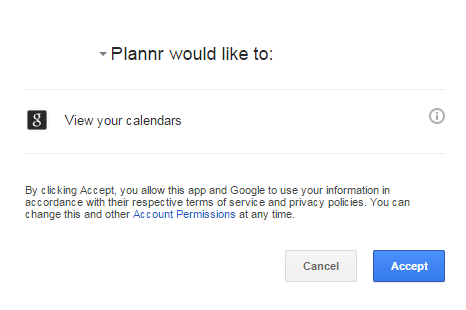 Plannr would like to:
g
View your calendars
i
By clicking Accept, you allow this app and Google to use your information in
accordance with their respective terms of service and privacy policies. You can
change this and other Account Permissions at any time.
Cancel
Accept